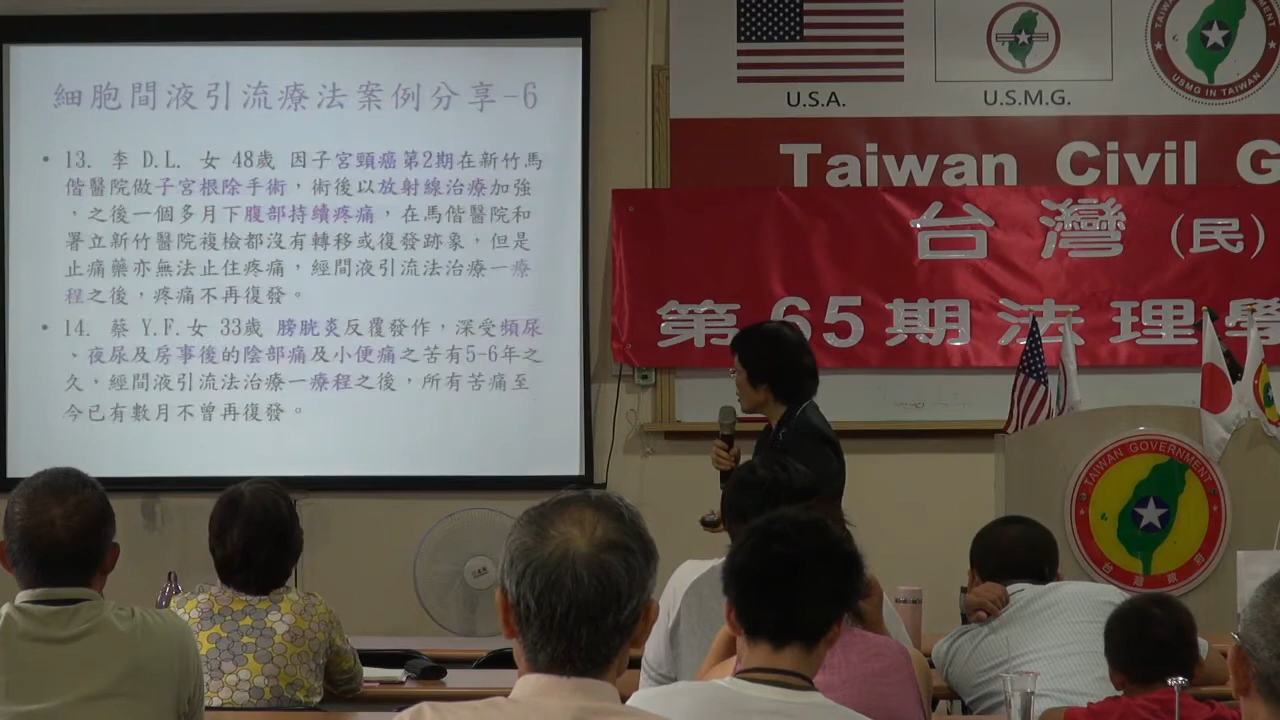 細胞間液引流療法案例分享-6
• 13. 李 D.L. 女 48歲 因子宮頸癌第2期在新竹馬
偕醫院做子宮根除手術，術後以放射線治療加強
，之後一個多月下腹部持續疼痛，在馬偕醫院和
署立新竹醫院複檢都沒有轉移或復發跡象，但是
止痛藥亦無法止住疼痛，經間液引流法治療一療
程之後，疼痛不再復發。
• 14. 蔡 Y.F.女 33歲 膀胱炎反覆發作，深受頻尿
、夜尿及房事後的陰部痛及小便痛之苦有5-6年之
久，經間液引流法治療一療程之後，所有苦痛至
今已有數月不曾再復發。
U.S.A.
U.S.M.G.
USMG IN TAIWAN
Taiwan Civil G
台灣(民)
第65期法理學
TAIWAN GOVERNMENT
台灣政府